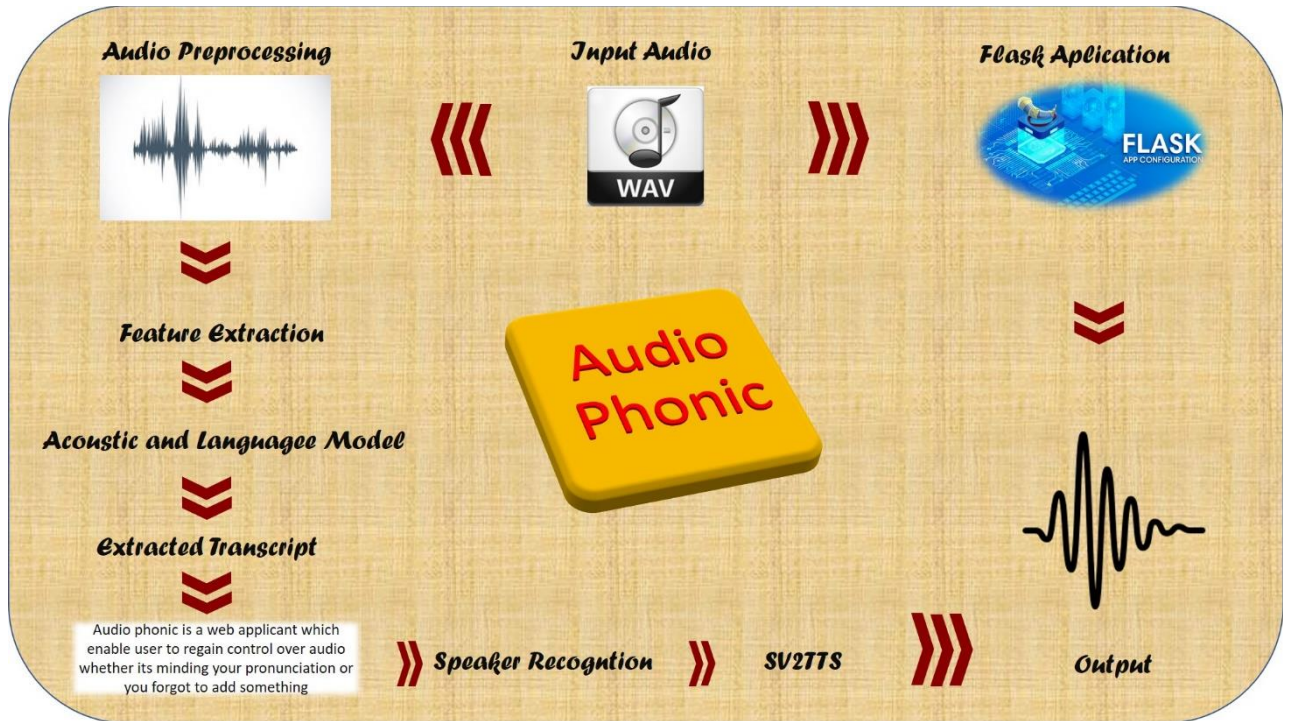 Audio Preprocessing
Input Audio
Flask Aplication
WAV
FLASK
APP CONFIGURATION
Feature Extraction
Audio
Phonic
Acoustic and Languagee Model
Extracted Transcript
Audio phonic is a web applicant which
enable user to regain control over audio
whether its minding your pronunciation or
you forgot to add something
Speaker Recogntion
SV2TTS
Output